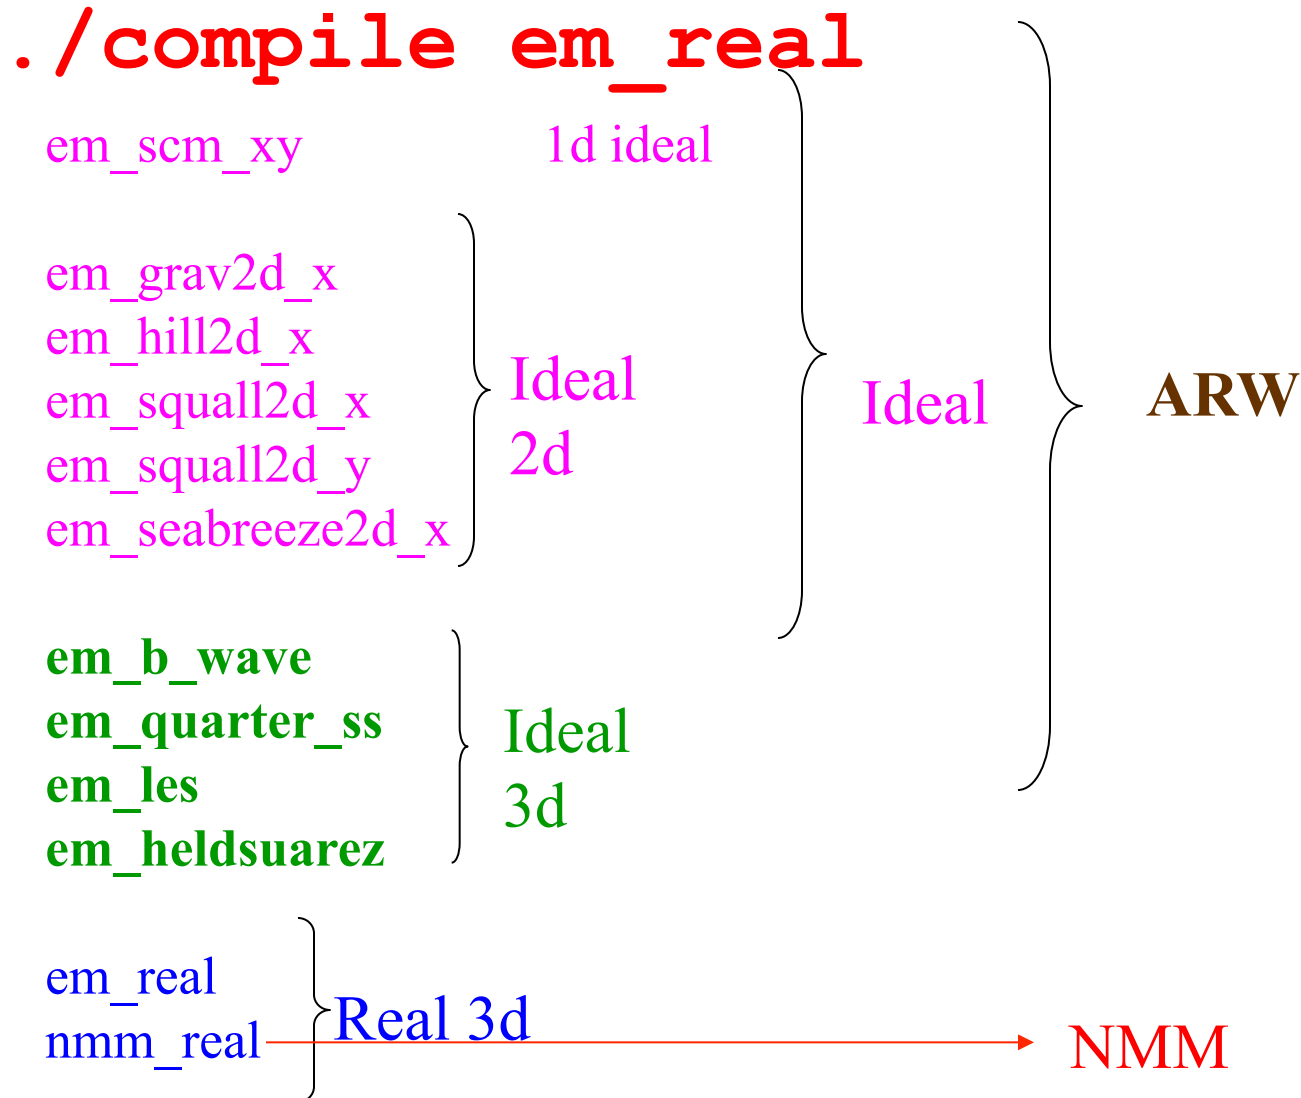 ./compile em_real
em_scm_xy 1d ideal
em_grav2d_x
em_hill2d_x
em_squall2d_x
em_squall2d_y
em_seabreeze2d_x
Ideal
2d
Ideal
ARW
em_b_wave
em_quarter_ss
em_les
em_heldsuarez
Ideal
3d
em_real
nmm_real
Real 3d
NMM